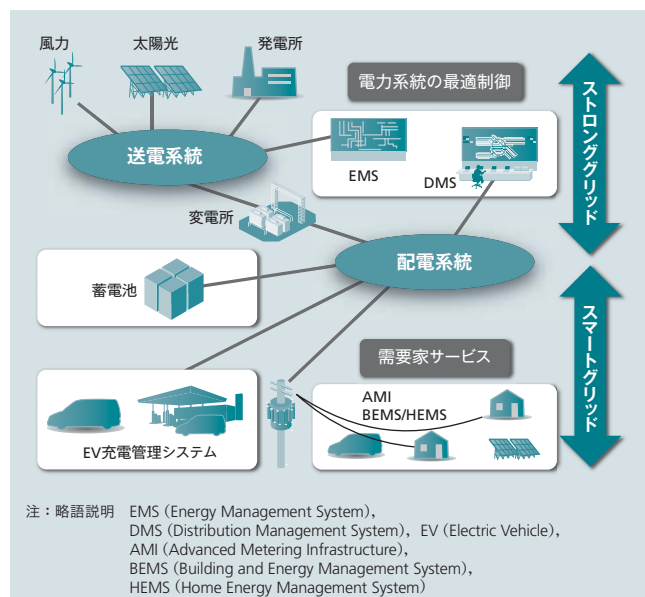 風力
太陽光
発電所
電力系統の最適制御
ストロンググリッド
送電系統
EMS
DMS
変電所
配電系統
蓄電池
スマートグリッド
需要家サービス
AMI
BEMS/HEMS
EV充電管理システム
注：略語説明　EMS（Energy Management System），
DMS（Distribution Management System），EV（Electric Vehicle），
AMI（Advanced Metering Infrastructure），
BEMS（Building and Energy Management System），
HEMS（Home Energy Management System）